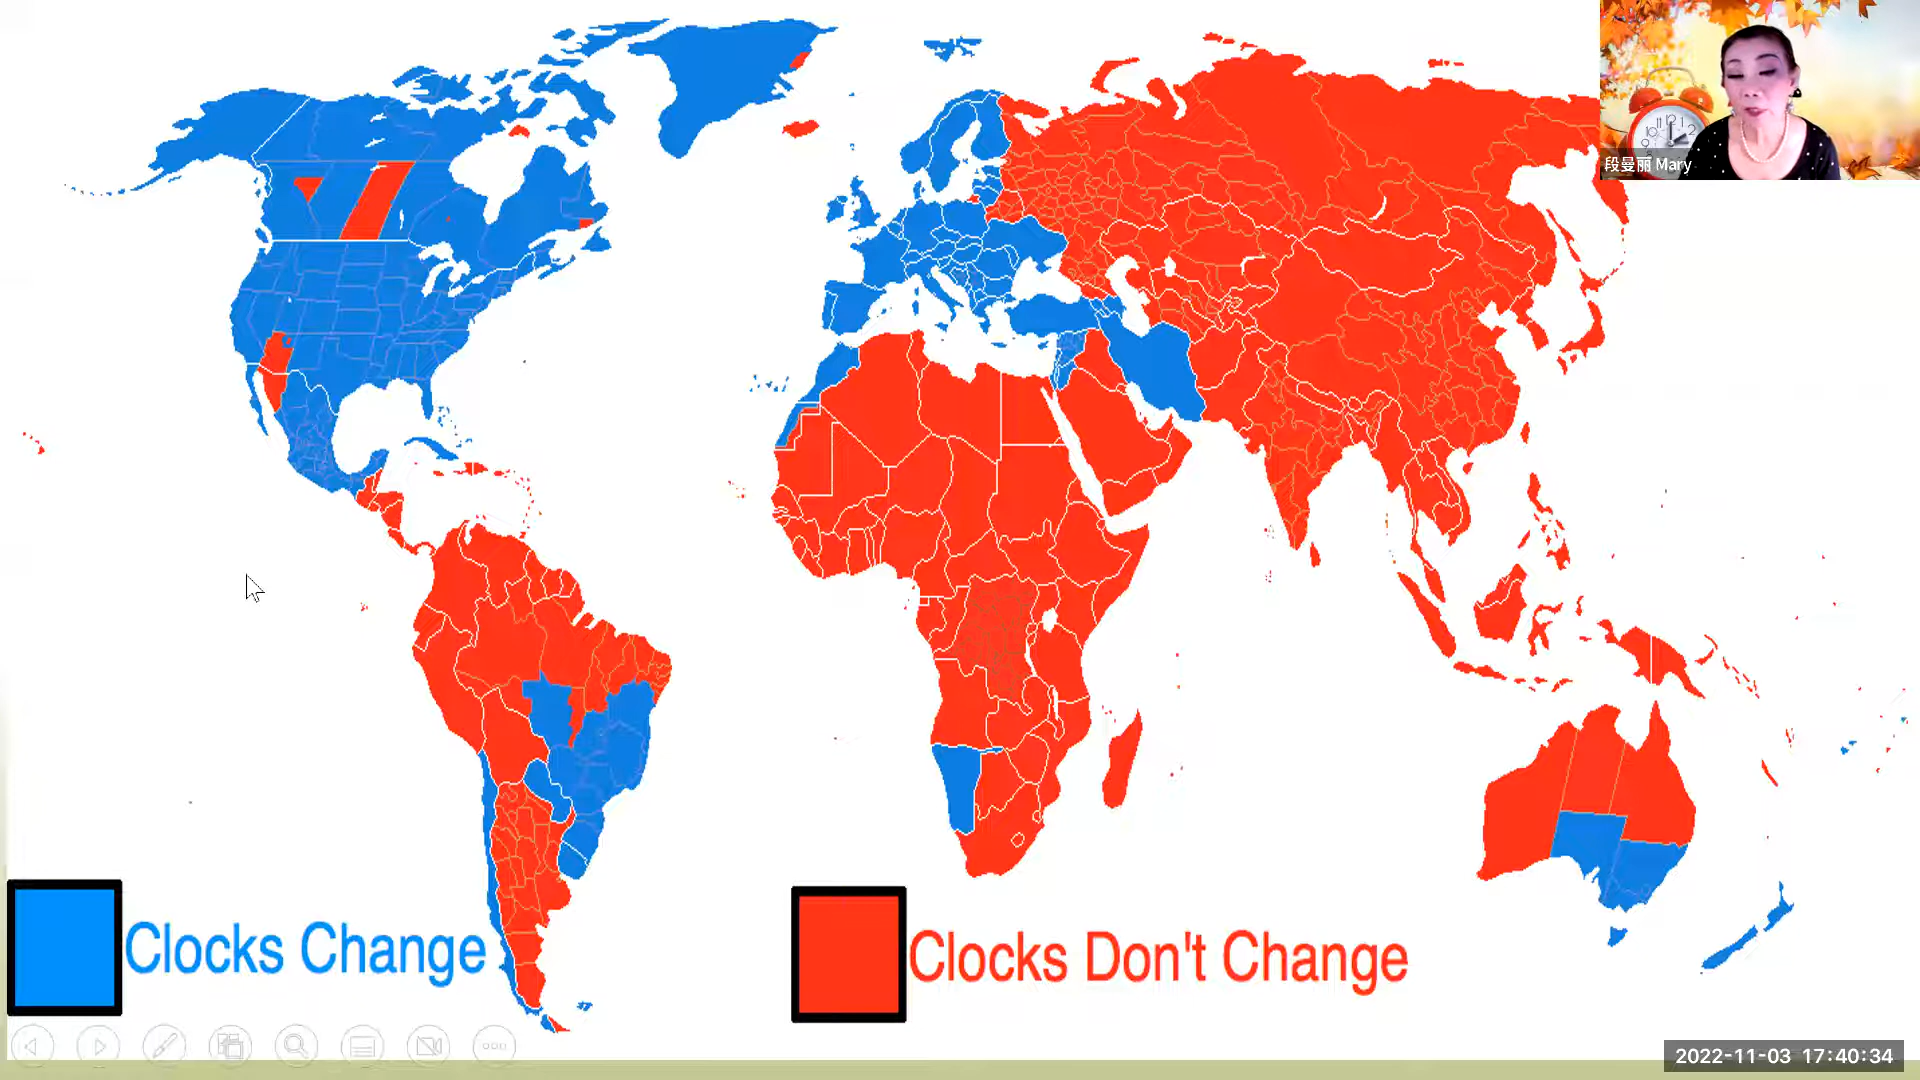 段曼丽 Mary
Clocks Change
Clocks Don't Change
2022-11-03 17:40:34